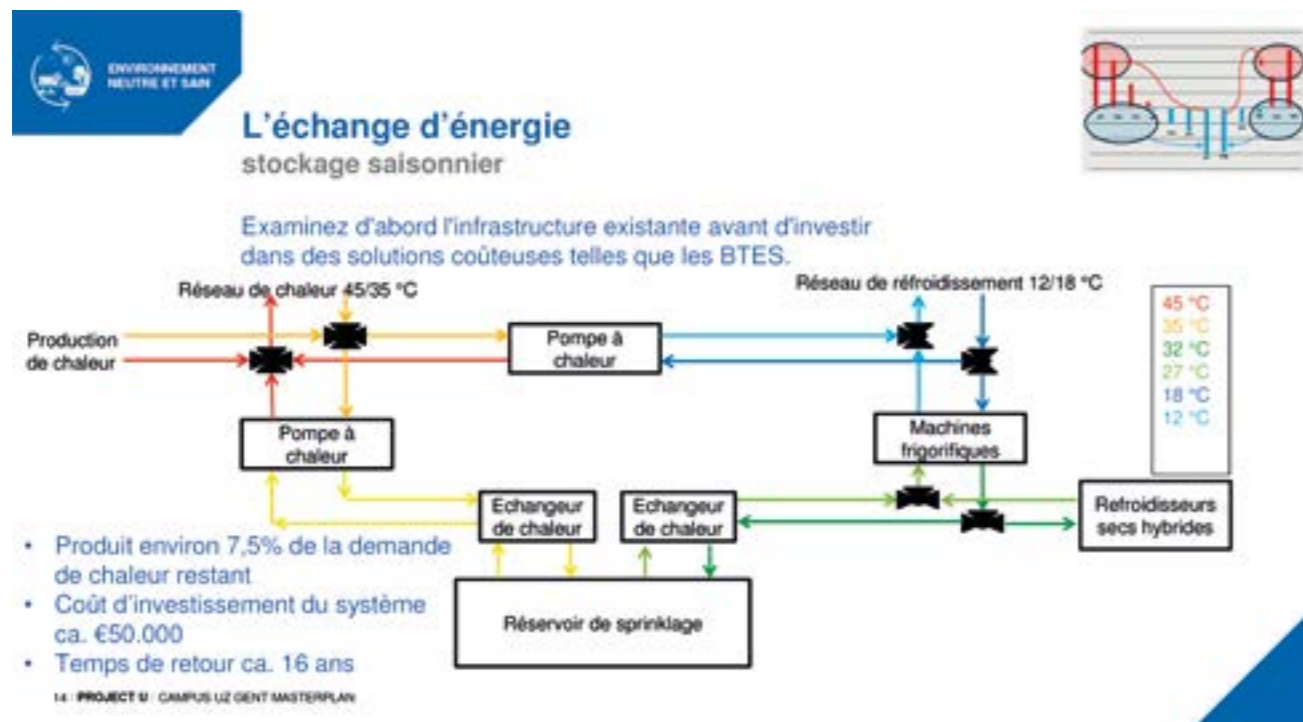 ENVIRONNEMENT
NEUTRE ET SAIN
L'échange d'énergie
stockage saisonnier
Examinez d'abord l'infrastructure existante avant d'investir
dans des solutions coûteuses telles que les BTES.
Réseau de chaleur 45/35 °C
Réseau de réfroidissement 12/18 °C
Production
de chaleur
Pompe à
chaleur
45 °C
35 °C
32 °C
27 °C
18 °C
12 °C
Pompe à
chaleur
Machines
frigorifiques
Echangeur
de chaleur
Echangeur
de chaleur
Refroidisseurs
secs hybrides
Réservoir de sprinklage
• Produit environ 7,5% de la demande
de chaleur restant
• Coût d'investissement du système
ca. €50.000
• Temps de retour ca. 16 ans
14 | PROJECT U | CAMPUS UZ GENT MASTERPLAN